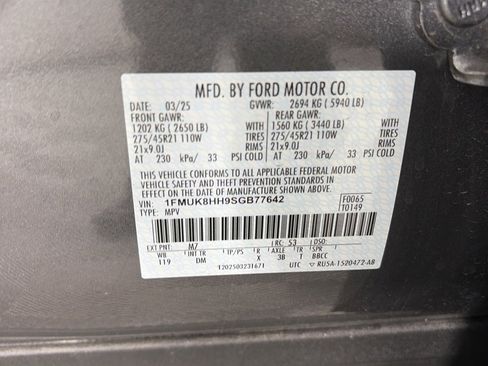 MFD. BY FORD MOTOR CO.
DATE: 03/25 GVWR: 2694 KG ( 5940 LB)
FRONT GAWR: REAR GAWR:
1202 KG ( 2650 LB) WITH 1560 KG ( 3440 LB) WITH
275/45R21 110W TIRES 275/45R21 110W TIRES
21x9.0J RIMS 21x9.0J RIMS
AT 230 kPa/ 33 PSI COLD AT 230 kPa/ 33 PSI COLD
THIS VEHICLE CONFORMS TO ALL APPLICABLE FEDERAL MOTOR
VEHICLE SAFETY AND THEFT PREVENTION STANDARDS IN EFFECT ON
THE DATE OF MANUFACTURE SHOWN ABOVE.
VIN: 1FMUK8HH9SGB77642 F0065
TYPE: MPV T0149
EXT PNT: M7 RC: 53 DSO:
WB INT TR TP/PS R AXLE TR SPR
119 DM X 3B T BBCC
1202503231671 UTC RU5A-1520472-AB